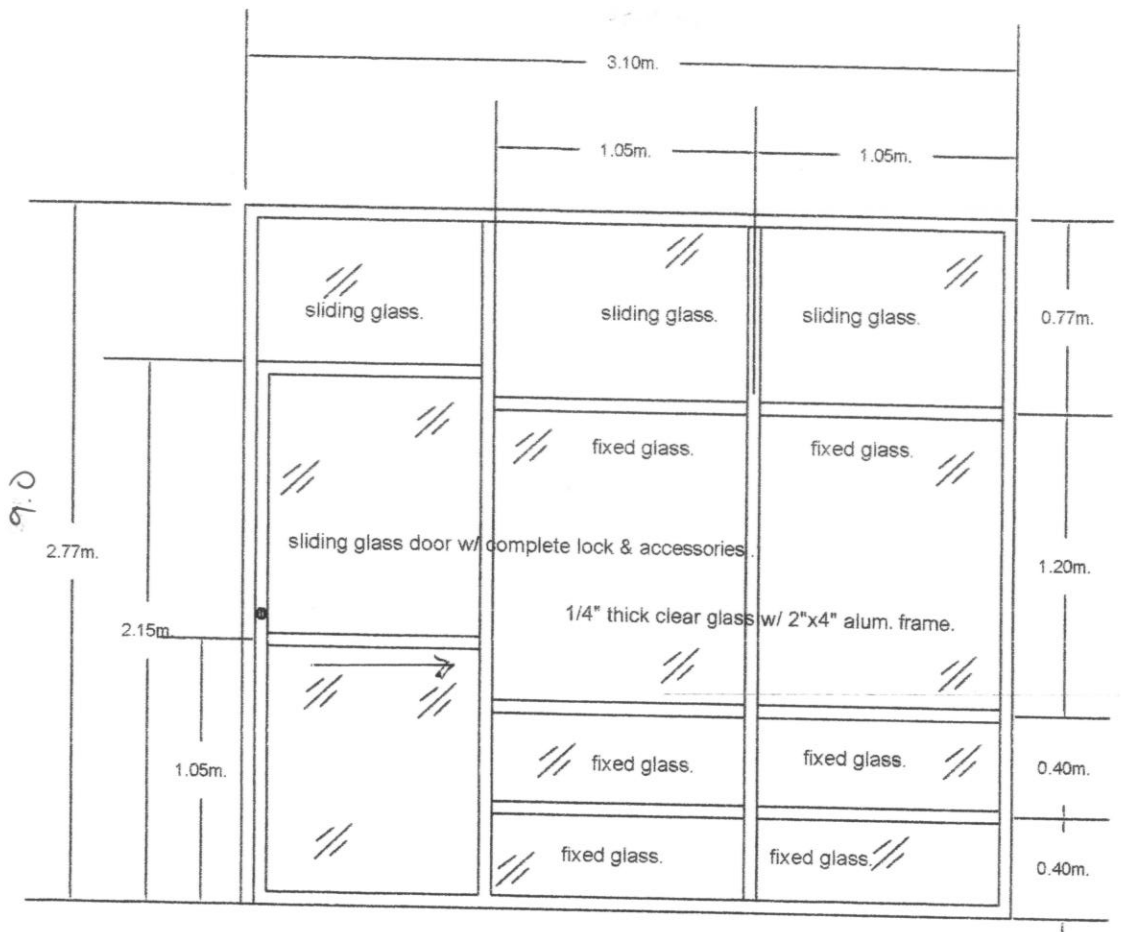 3.10m.
1.05m.
1.05m.
sliding glass.
sliding glass.
sliding glass.
0.77m.
fixed glass.
fixed glass.
9.0
2.77m.
sliding glass door w/ complete lock & accessories.
1.20m.
2.15m.
1/4" thick clear glass w/ 2"x4" alum. frame.
1.05m.
fixed glass.
fixed glass.
0.40m.
fixed glass.
fixed glass.
0.40m.